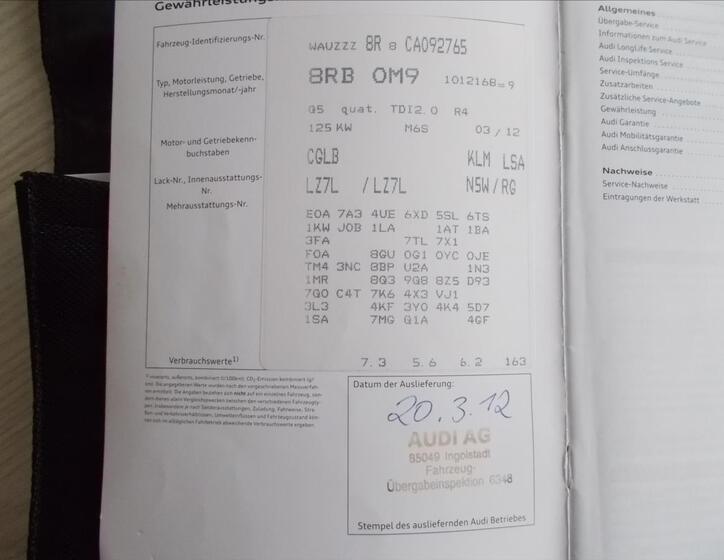 Gewährleistung
Fahrzeug-Identifizierungs-Nr.
WAUZZZ 8R 8 CA092765
Typ, Motorleistung, Getriebe,
Herstellungsmonat/-jahr
8RB 0M9 1012168=9
Q5 quat. TDI2.0 R4
125 KW M6S 03/12
Motor- und Getriebekenn-
buchstaben
CGLB KLM LSA
Lack-Nr., Innenausstattungs-
Nr.
LZ7L / LZ7L N5W/RG
Mehrausstattungs-Nr.
E0A 7A3 4UE 6XD 5SL 6TS
1KW J0B 1LA 1AT 1BA
3FA 7TL 7X1
F0A 8GU 0G1 0YC 0JE
TM4 3NC 8BP U2A 1N3
1MR 8Q3 9Q8 8Z5 D93
7G0 C4T 7K6 4X3 VJ1
3L3 4KF 3Y0 4K4 5D7
1SA 7MG Q1A 4GF
Verbrauchswerte¹⁾ 7.3 5.6 6.2 163
Datum der Auslieferung:
20.3.12
AUDI AG
85049 Ingolstadt
Fahrzeug-
Übergabeinspektion 6348
Stempel des ausliefernden Audi Betriebes
Allgemeines
Übergabe-Service
Informationen zum Audi Service
Audi LongLife Service
Audi Inspektions Service
Service-Umfänge
Zusatzarbeiten
Zusätzliche Service-Angebote
Gewährleistung
Audi Garantie
Audi Mobilitätsgarantie
Audi Anschlussgarantie
Nachweise
Service-Nachweise
Eintragungen der Werkstatt